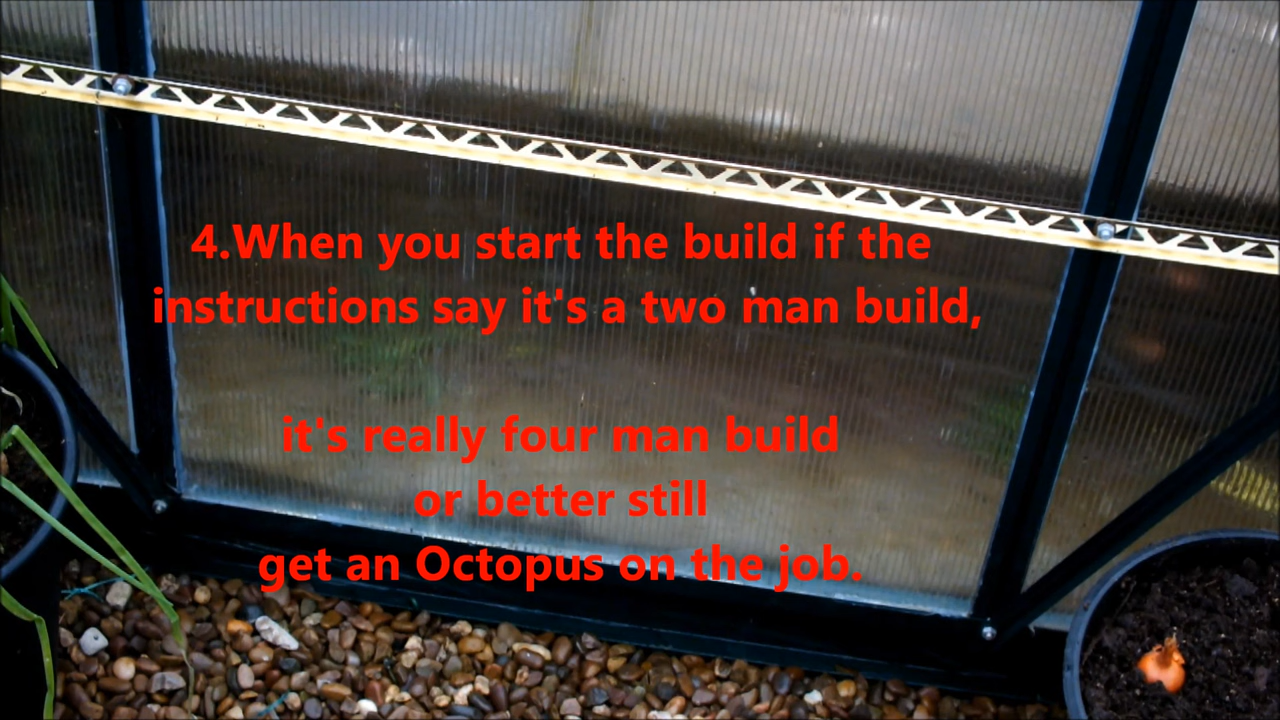 4.When you start the build if the
instructions say it's a two man build,
it's really four man build
or better still
get an Octopus on the job.